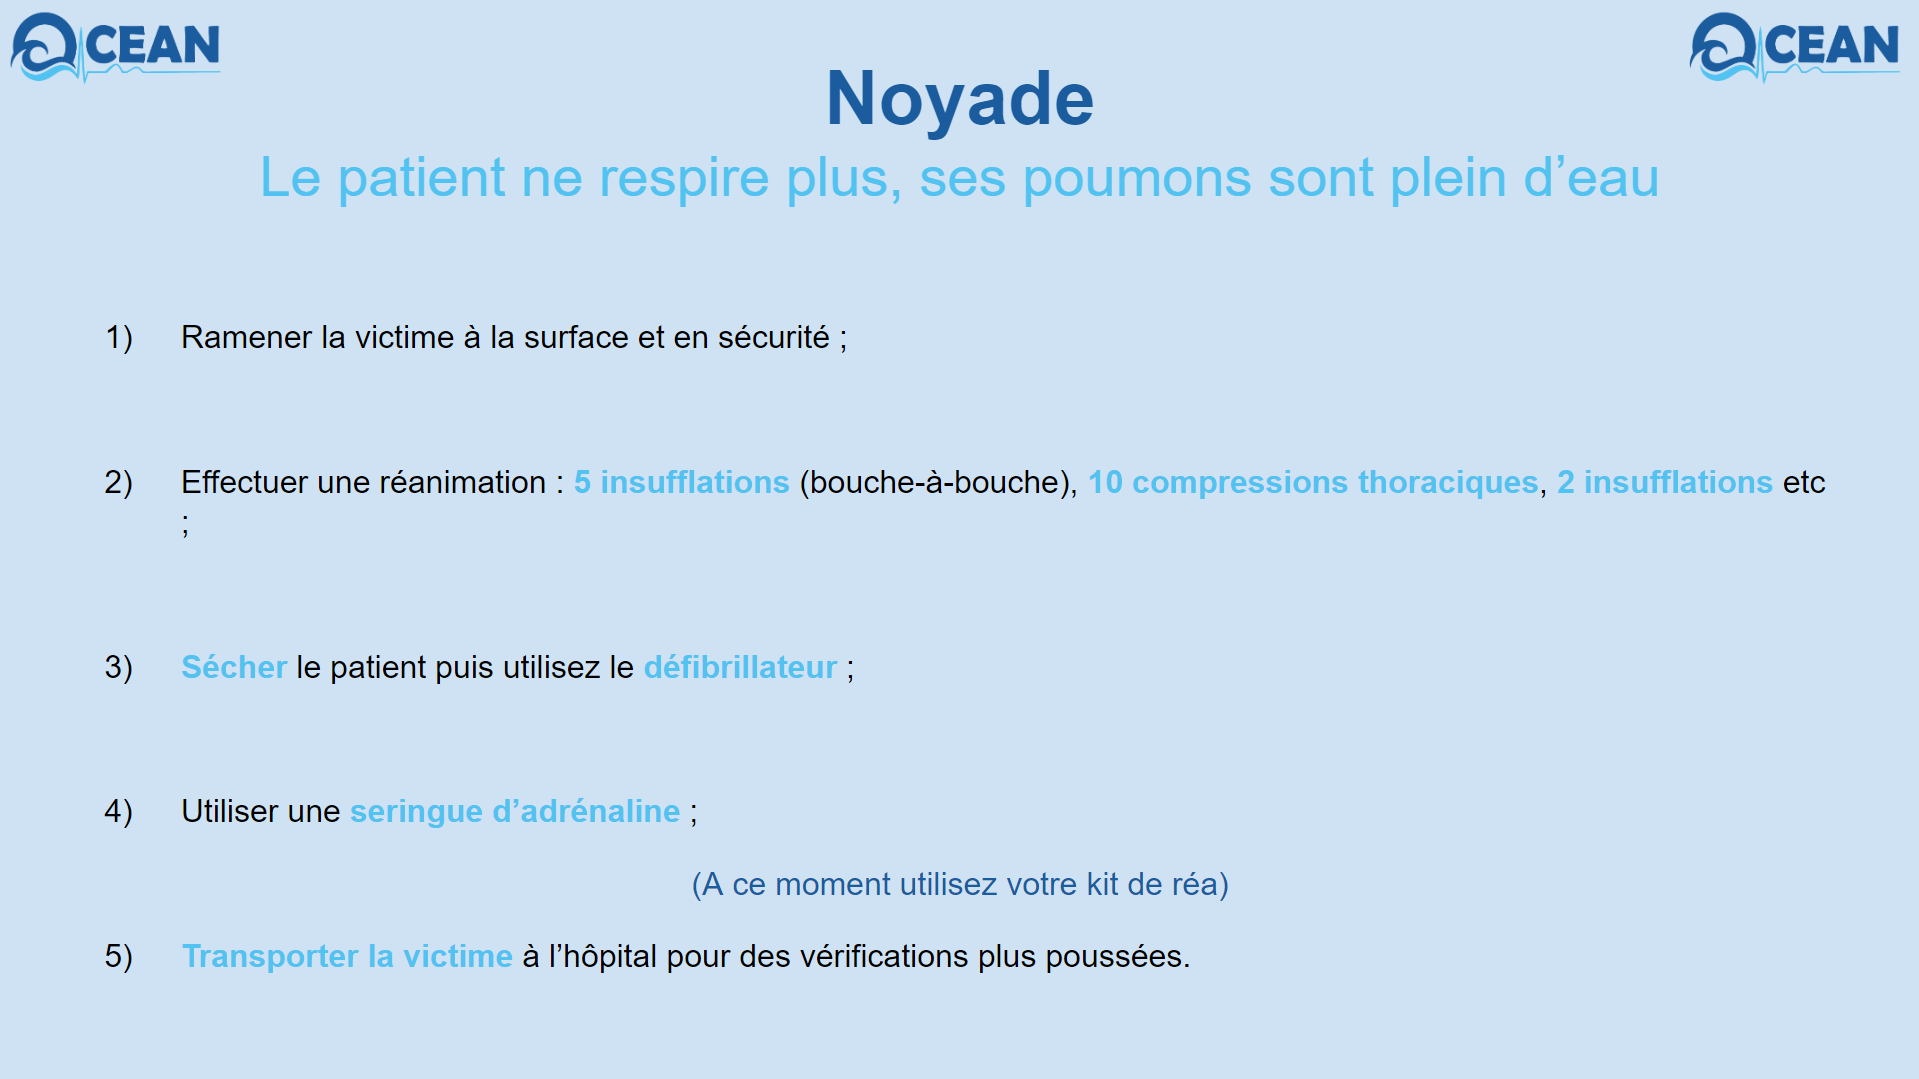 OCEAN
OCEAN
Noyade
Le patient ne respire plus, ses poumons sont plein d’eau
1) Ramener la victime à la surface et en sécurité ;
2) Effectuer une réanimation : 5 insufflations (bouche-à-bouche), 10 compressions thoraciques, 2 insufflations etc
;
3) Sécher le patient puis utilisez le défibrillateur ;
4) Utiliser une seringue d’adrénaline ;
(A ce moment utilisez votre kit de réa)
5) Transporter la victime à l’hôpital pour des vérifications plus poussées.